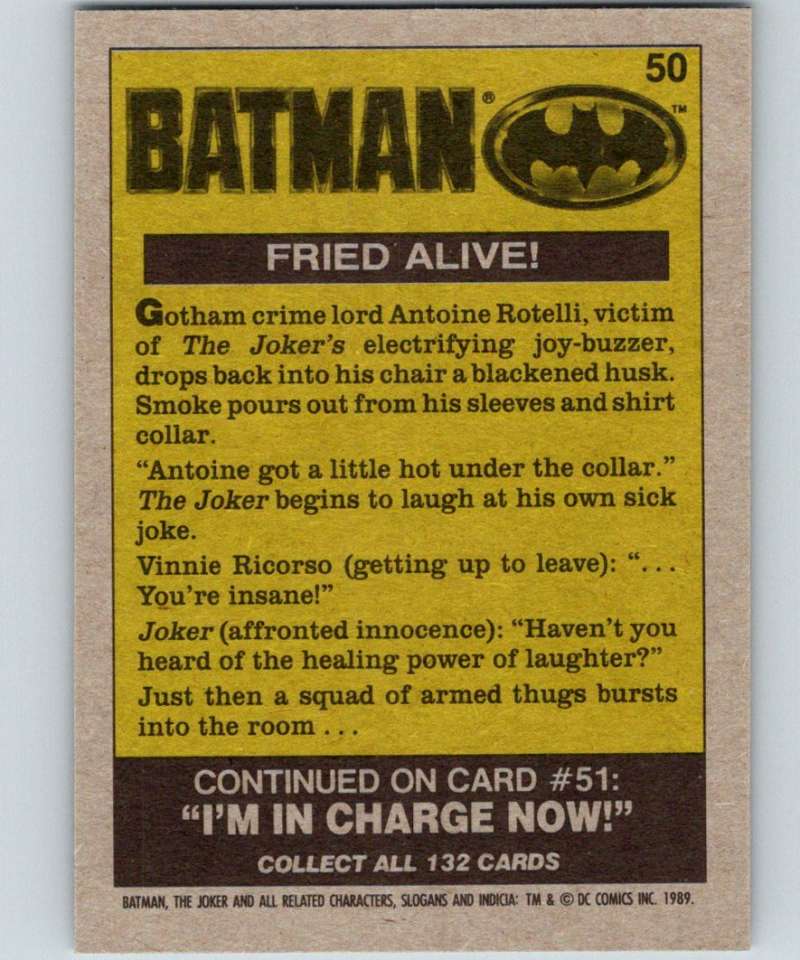 50
BATMAN®
™
FRIED ALIVE!
Gotham crime lord Antoine Rotelli, victim
of The Joker's electrifying joy-buzzer,
drops back into his chair a blackened husk.
Smoke pours out from his sleeves and shirt
collar.
“Antoine got a little hot under the collar.”
The Joker begins to laugh at his own sick
joke.
Vinnie Ricorso (getting up to leave): “. . .
You're insane!”
Joker (affronted innocence): “Haven't you
heard of the healing power of laughter?”
Just then a squad of armed thugs bursts
into the room . . .
CONTINUED ON CARD #51:
“I'M IN CHARGE NOW!”
COLLECT ALL 132 CARDS
BATMAN, THE JOKER AND ALL RELATED CHARACTERS, SLOGANS AND INDICIA: TM & © DC COMICS INC. 1989.